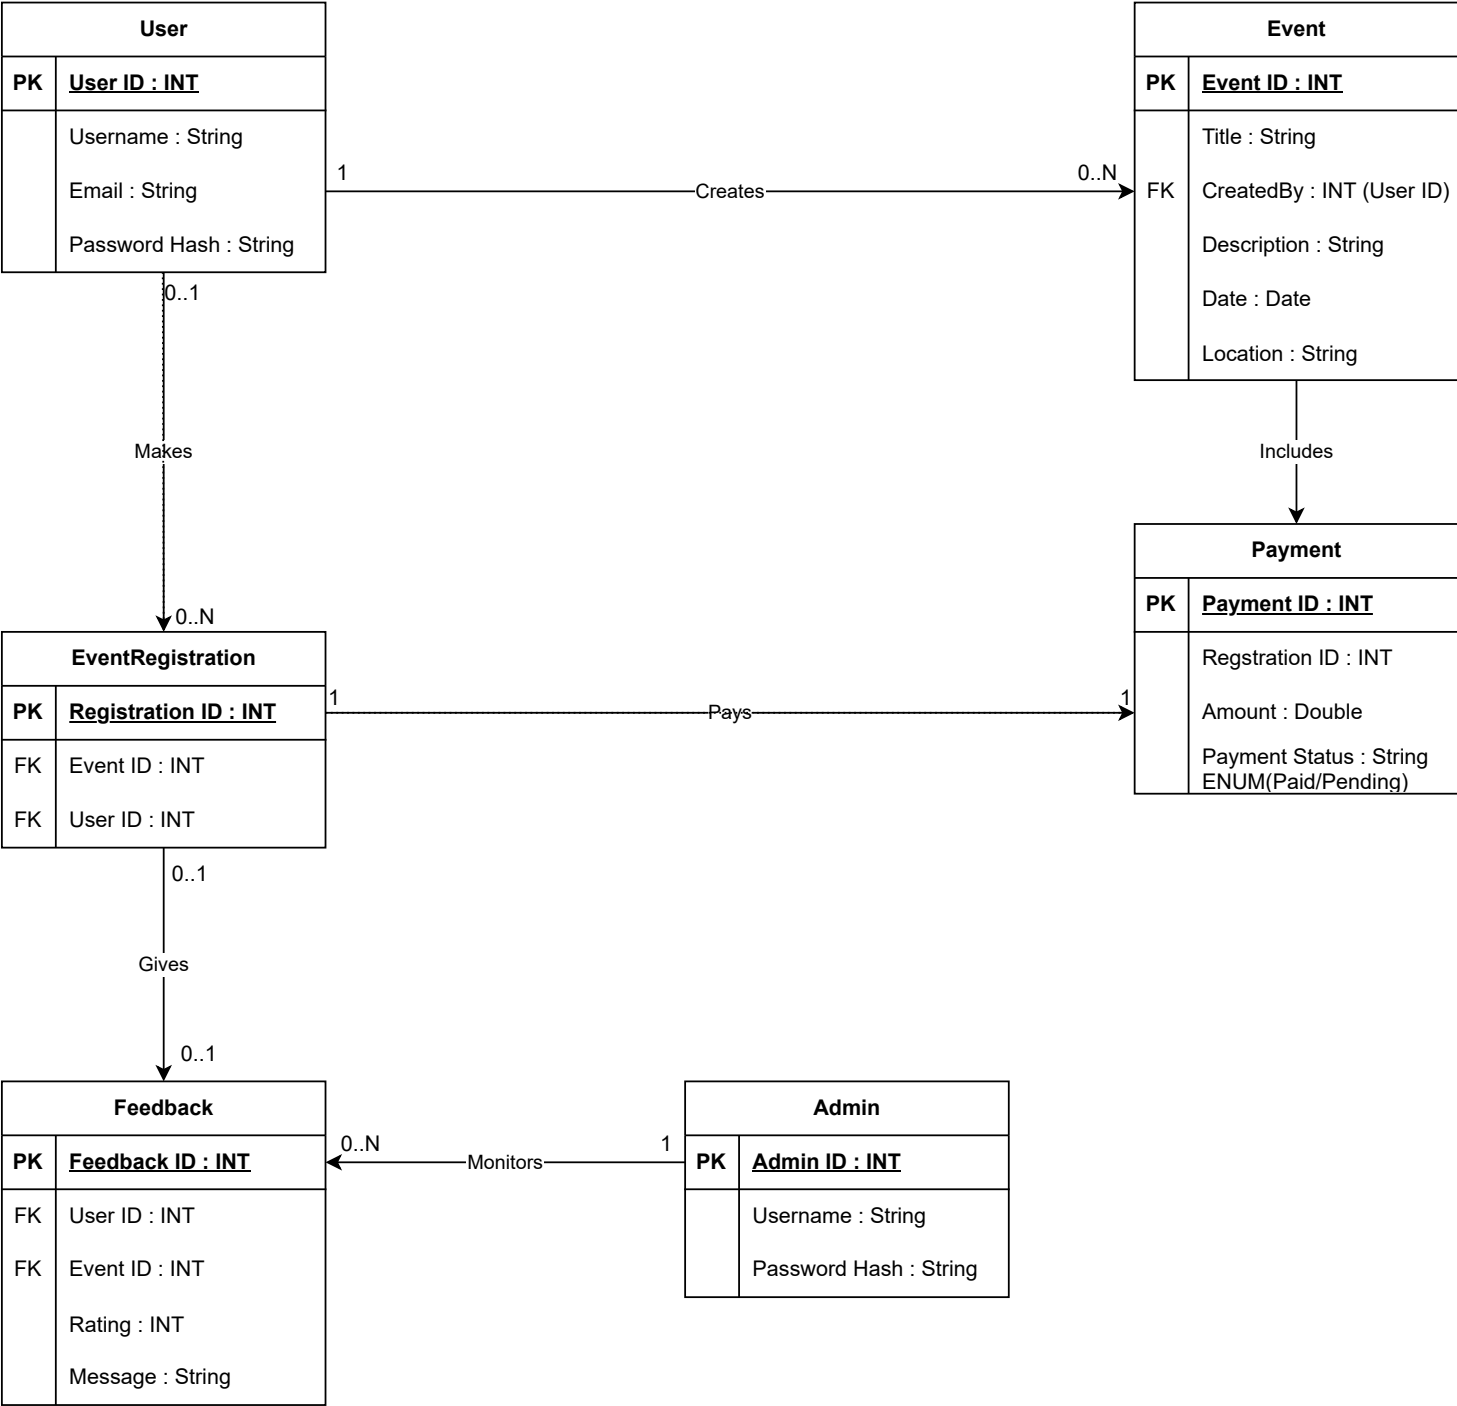 User
PK User ID : INT
Username : String
Email : String
Password Hash : String
Event
PK Event ID : INT
Title : String
FK CreatedBy : INT (User ID)
Description : String
Date : Date
Location : String
1 Creates 0..N
0..1
Makes
0..N
Includes
EventRegistration
PK Registration ID : INT
FK Event ID : INT
FK User ID : INT
1 Pays 1
Payment
PK Payment ID : INT
Regstration ID : INT
Amount : Double
Payment Status : String
ENUM(Paid/Pending)
0..1
Gives
0..1
Feedback
PK Feedback ID : INT
FK User ID : INT
FK Event ID : INT
Rating : INT
Message : String
0..N Monitors 1
Admin
PK Admin ID : INT
Username : String
Password Hash : String